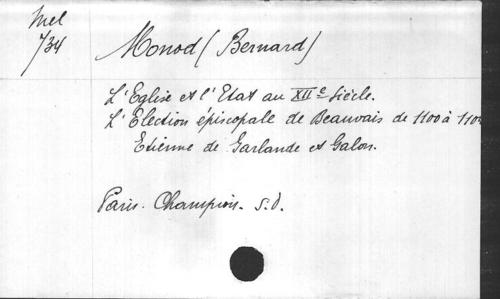 Mel
734
Monod (Bernard)
L'Eglise et l'Etat au XIIe siècle.
L'Élection épiscopale de Beauvais de 1100 à
Etienne de Garlande et Galon.
Paris. Champion. s.d.